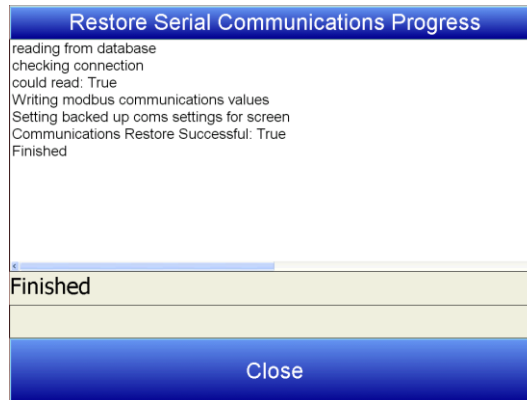 Restore Serial Communications Progress
reading from database
checking connection
could read: True
Writing modbus communications values
Setting backed up coms settings for screen
Communications Restore Successful: True
Finished
Finished
Close